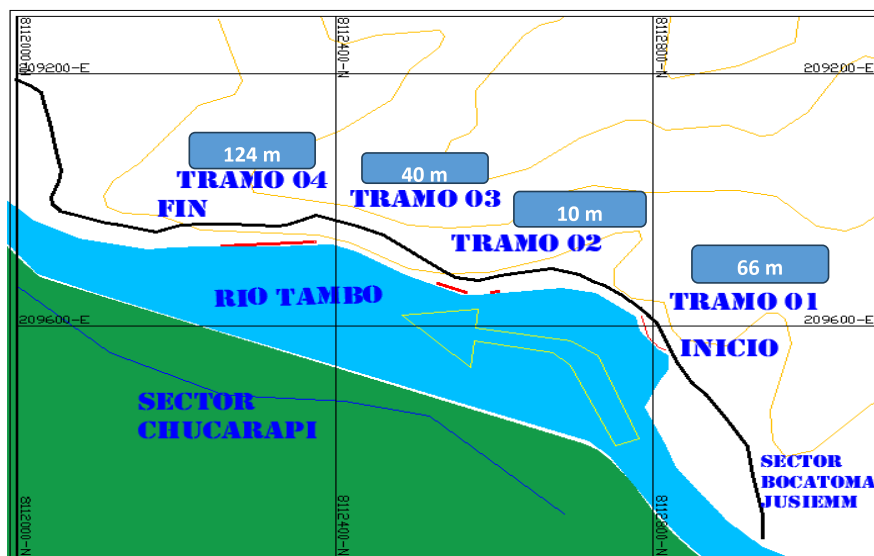 8112000-N
8112400-N
8112800-N
209200-E
209200-E
124 m
TRAMO 04
FIN
40 m
TRAMO 03
10 m
TRAMO 02
66 m
TRAMO 01
INICIO
RIO TAMBO
209600-E
209600-E
SECTOR
CHUCARAPI
SECTOR
BOCATOMA
JUSIEMM
8112000-N
8112400-N
8112800-N